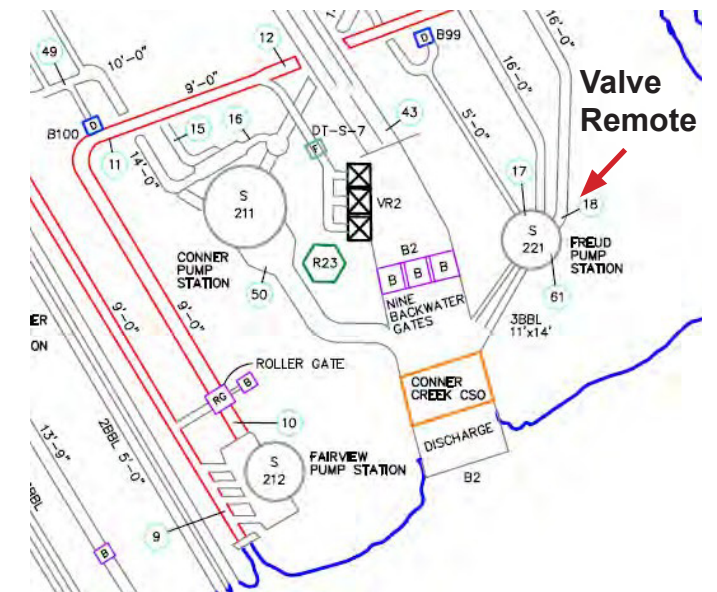 49
10'-0"
12
9'-0"
D
B99
16'-0"
16'-0"
Valve
Remote
B100
D
11
15
16
14'-0"
DT-S-7
F
43
5'-0"
17
18
S
211
VR2
S
221
FREUD
PUMP
STATION
CONNER
PUMP
STATION
R23
B2
B
B
B
61
50
NINE
BACKWATER
GATES
3BBL
11'x14'
9'-0"
9'-0"
ER
ON
ROLLER GATE
RG
B
CONNER
CREEK CSO
10
DISCHARGE
B2
13'-9"
2BBL 5'-0"
FAIRVIEW
PUMP STATION
S
212
9
B